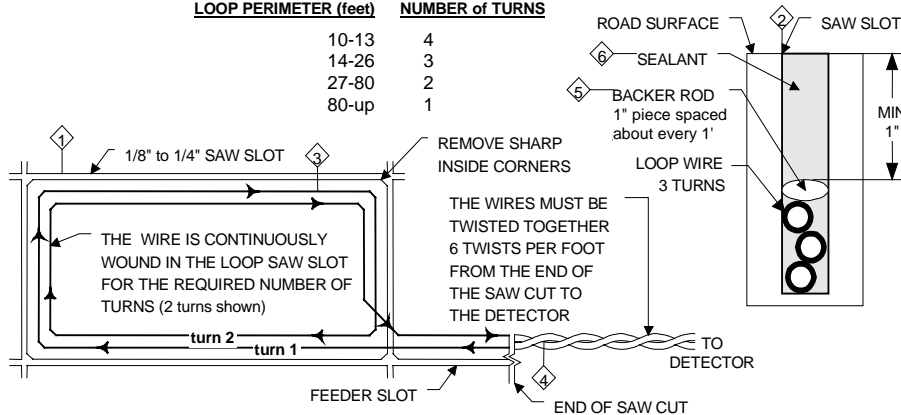 LOOP PERIMETER (feet) NUMBER of TURNS
10-13 4
14-26 3
27-80 2
80-up 1
1
1/8" to 1/4" SAW SLOT
3
REMOVE SHARP
INSIDE CORNERS
THE WIRE IS CONTINUOUSLY
WOUND IN THE LOOP SAW SLOT
FOR THE REQUIRED NUMBER OF
TURNS (2 turns shown)
turn 2
turn 1
THE WIRES MUST BE
TWISTED TOGETHER
6 TWISTS PER FOOT
FROM THE END OF
THE SAW CUT TO
THE DETECTOR
TO
DETECTOR
4
FEEDER SLOT
END OF SAW CUT
ROAD SURFACE
2
SAW SLOT
6
SEALANT
5
BACKER ROD
1" piece spaced
about every 1'
LOOP WIRE
3 TURNS
MIN
1"